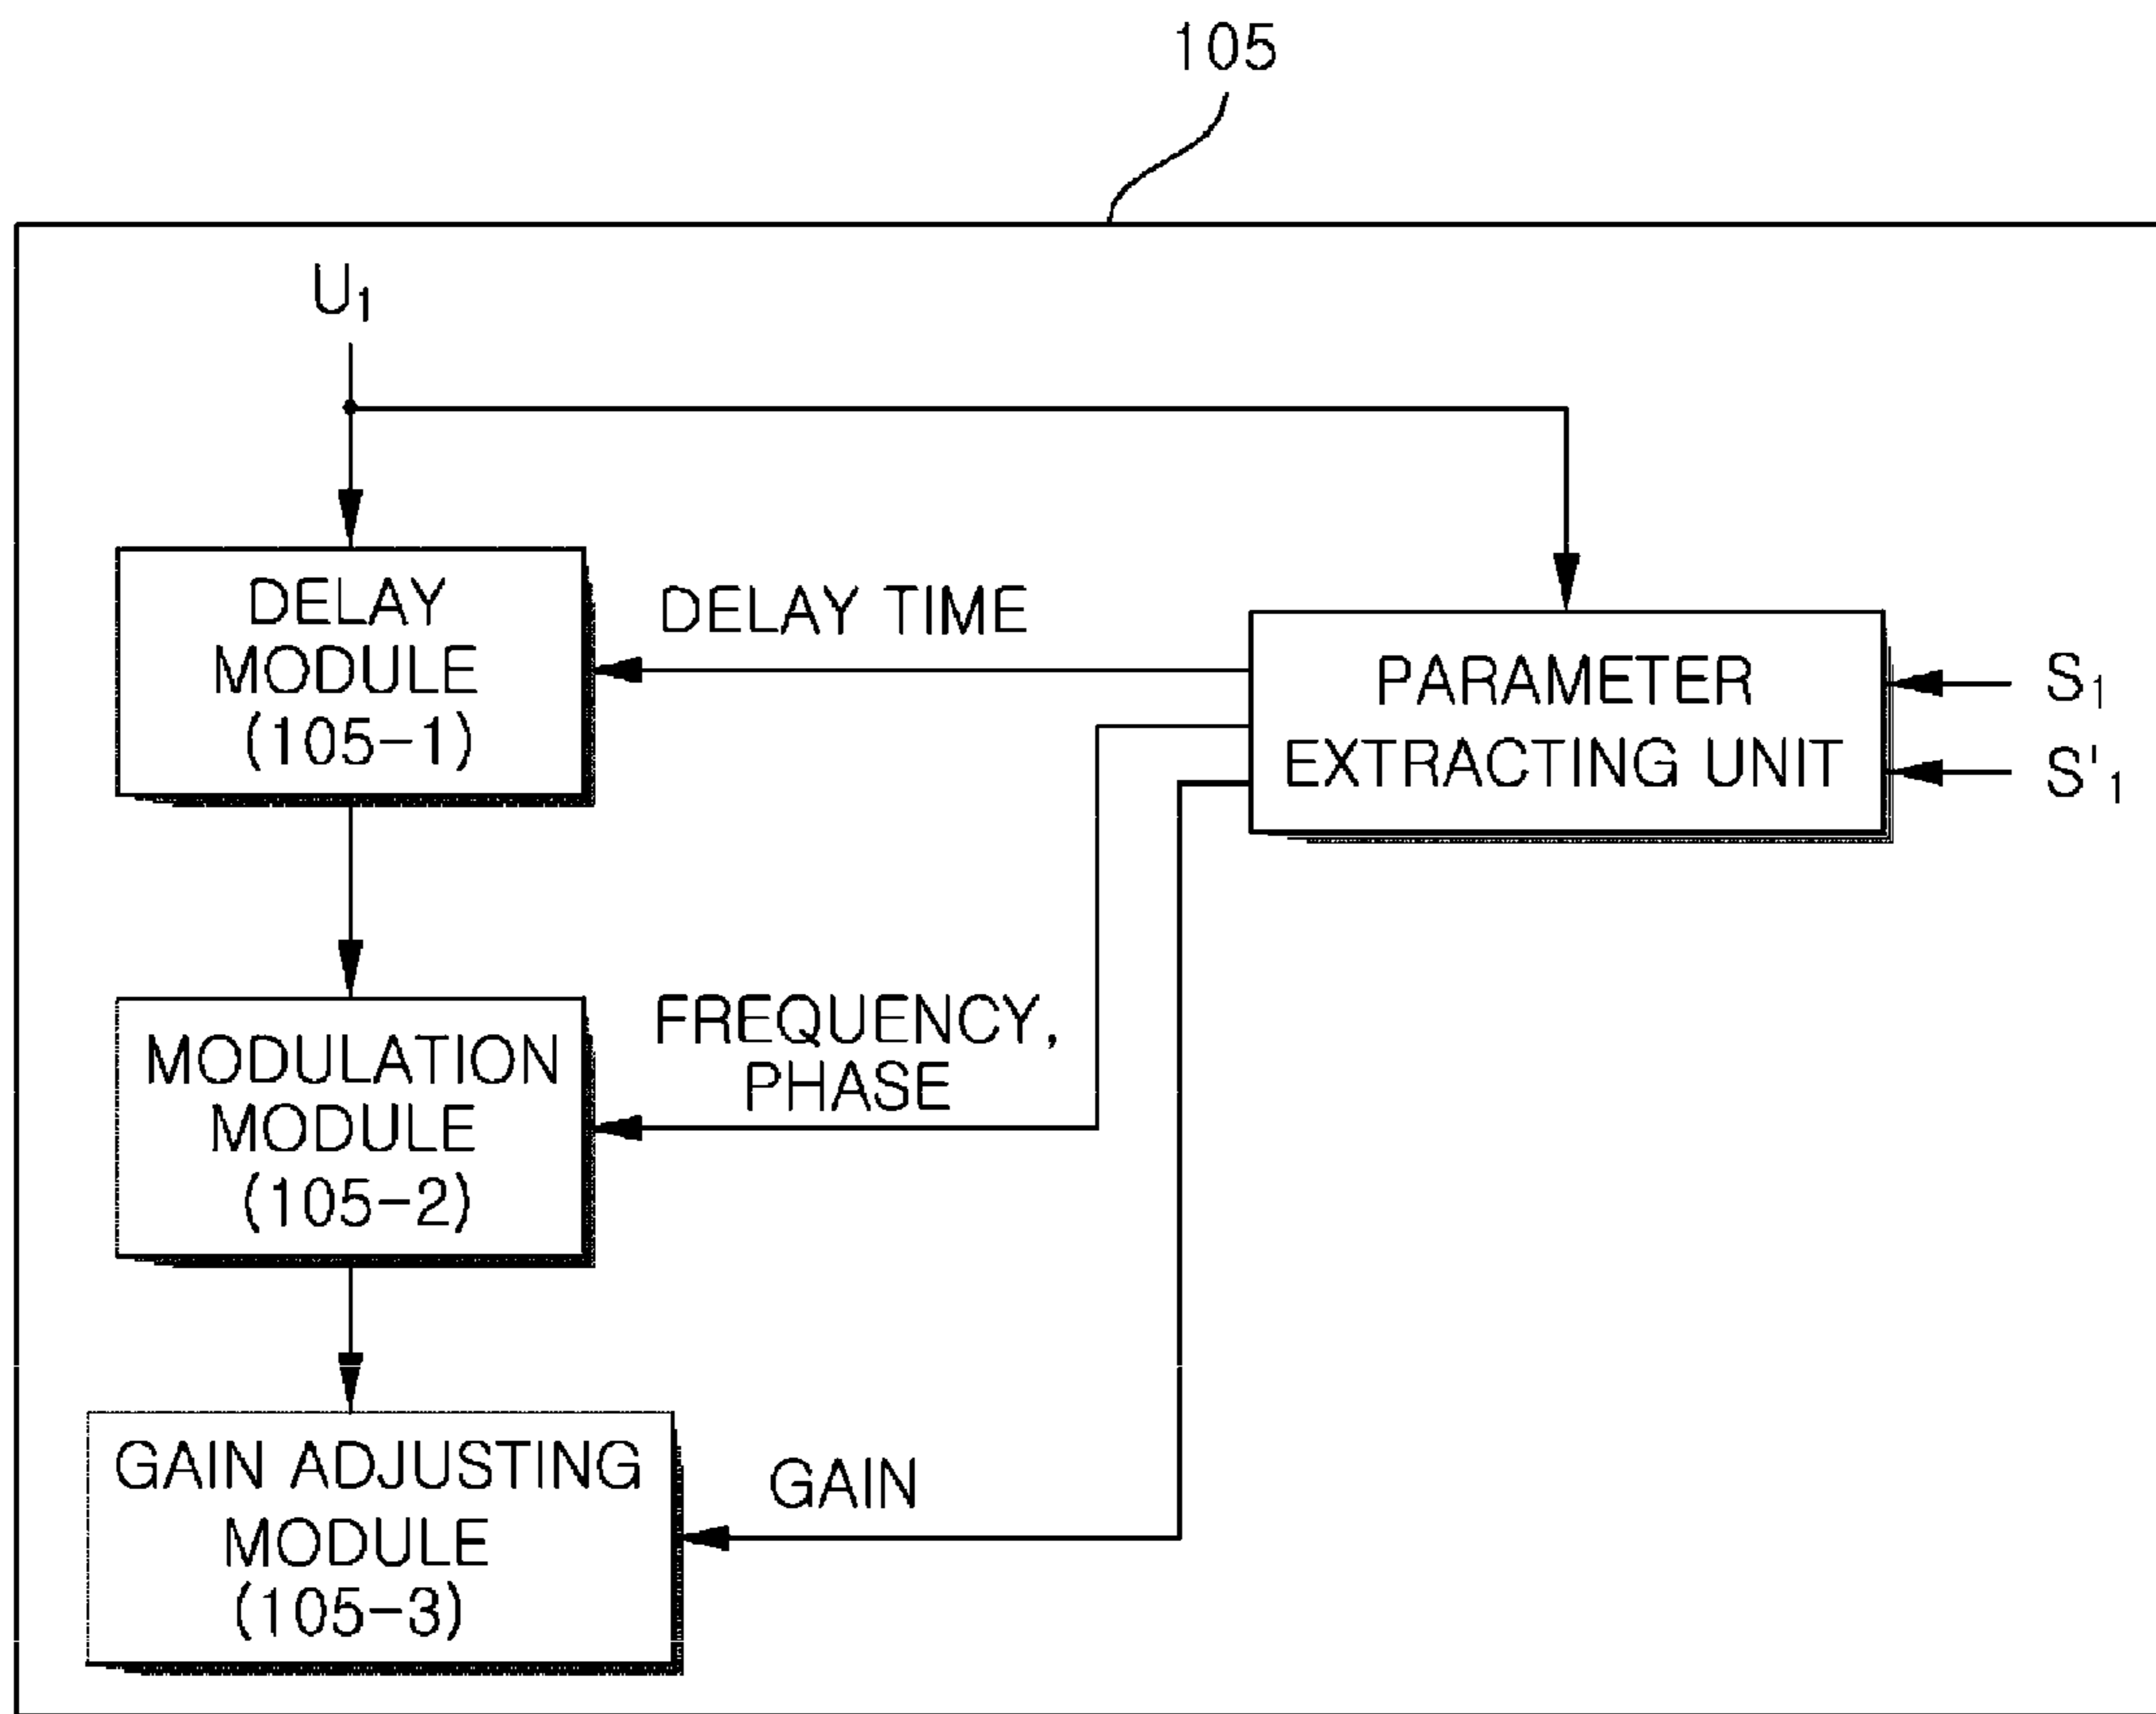 105
U₁
DELAY
MODULE
(105-1)
DELAY TIME
PARAMETER
EXTRACTING UNIT
S₁
S'₁
MODULATION
MODULE
(105-2)
FREQUENCY,
PHASE
GAIN ADJUSTING
MODULE
(105-3)
GAIN